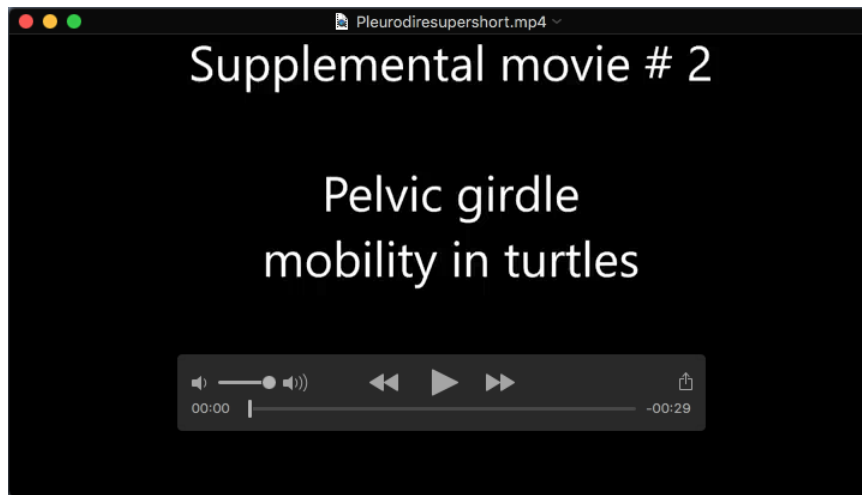 Pleurodiresupershort.mp4
Supplemental movie # 2
Pelvic girdle
mobility in turtles
00:00
-00:29